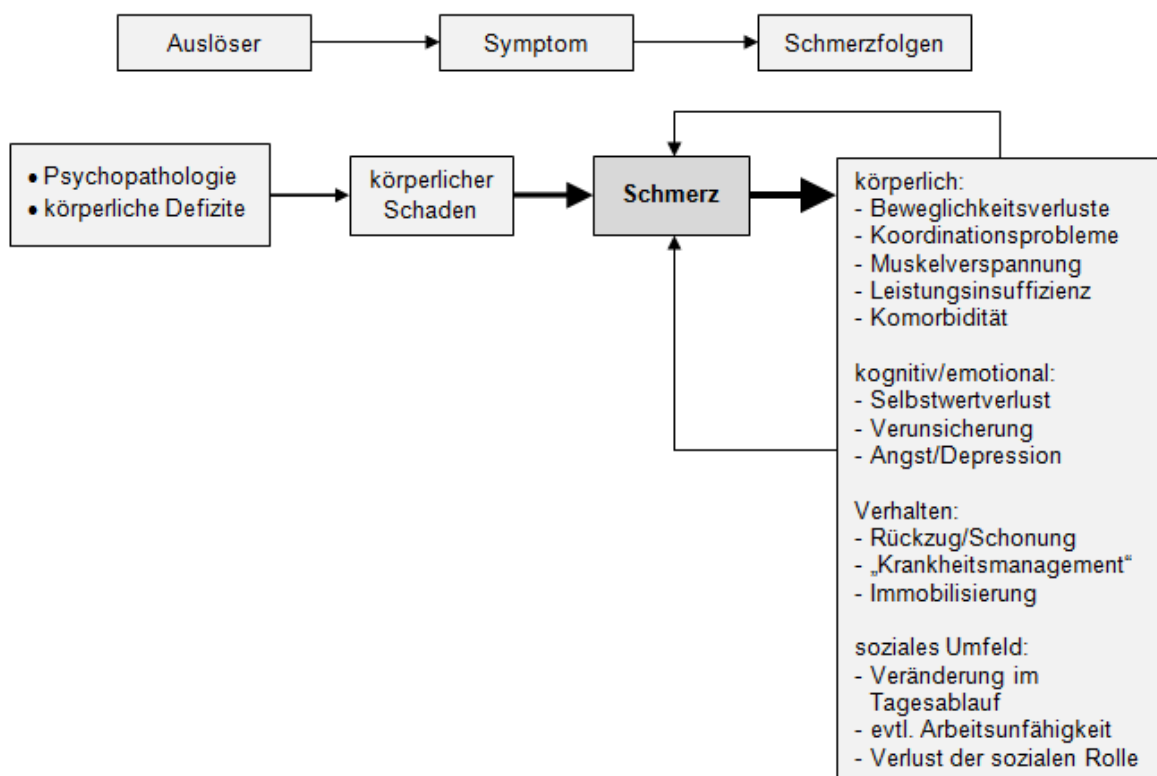 Auslöser
Symptom
Schmerzfolgen
• Psychopathologie
• körperliche Defizite
körperlicher
Schaden
Schmerz
körperlich:
- Beweglichkeitsverluste
- Koordinationsprobleme
- Muskelverspannung
- Leistungsinsuffizienz
- Komorbidität
kognitiv/emotional:
- Selbstwertverlust
- Verunsicherung
- Angst/Depression
Verhalten:
- Rückzug/Schonung
- „Krankheitsmanagement“
- Immobilisierung
soziales Umfeld:
- Veränderung im
Tagesablauf
- evtl. Arbeitsunfähigkeit
- Verlust der sozialen Rolle